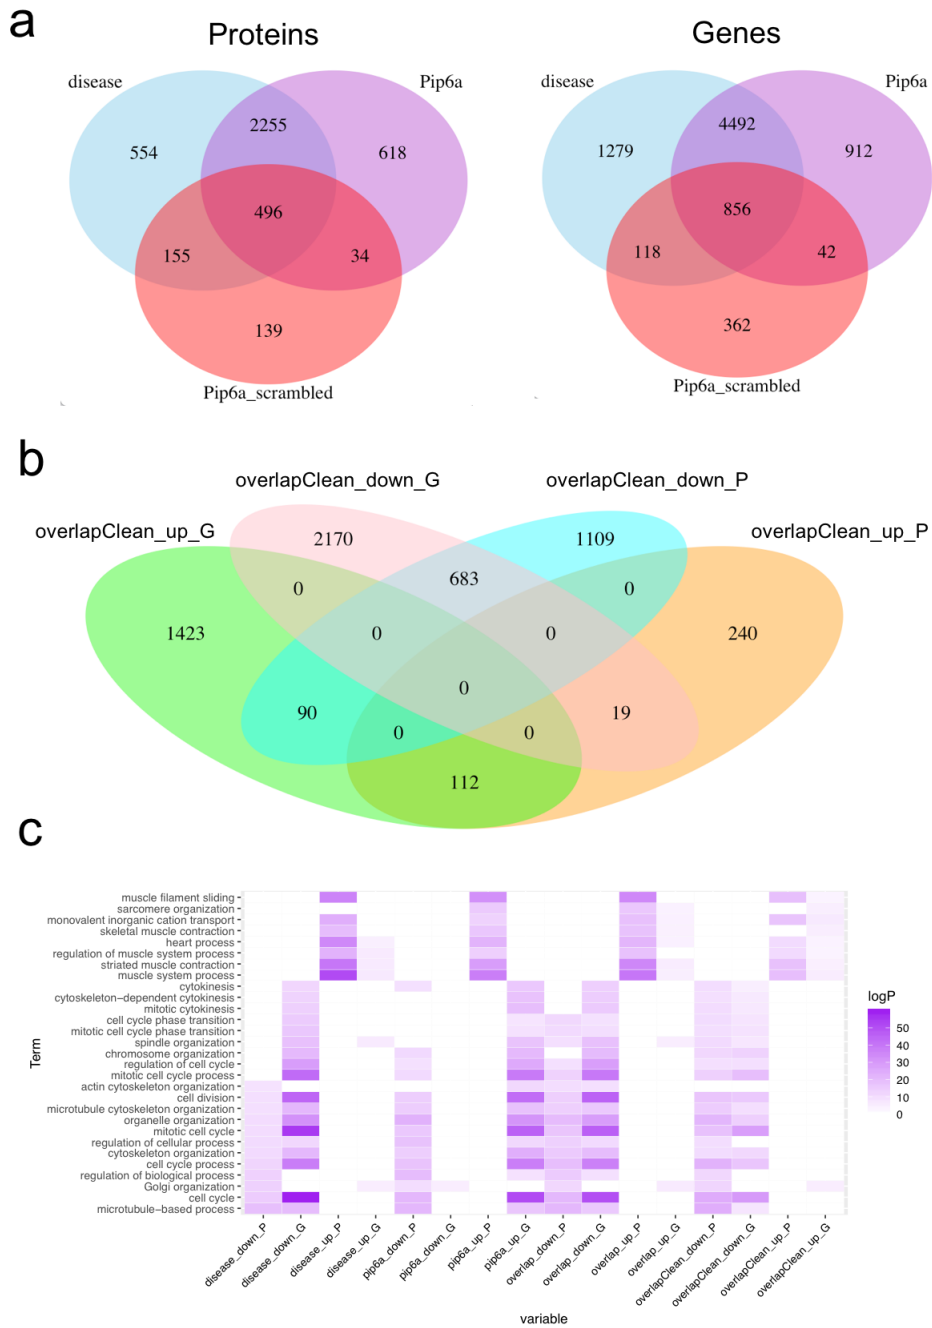 a
Proteins
Genes
disease
Pip6a
disease
Pip6a
2255
4492
554
618
1279
912
496
856
155
34
118
42
139
362
Pip6a_scrambled
Pip6a_scrambled
b
overlapClean_down_G
overlapClean_down_P
overlapClean_up_G
overlapClean_up_P
2170
1109
683
0
0
1423
0
0
240
0
90
19
0
0
112
c
muscle filament sliding
sarcomere organization
monovalent inorganic cation transport
skeletal muscle contraction
heart process
regulation of muscle system process
striated muscle contraction
muscle system process
cytokinesis
cytoskeleton−dependent cytokinesis
mitotic cytokinesis
cell cycle phase transition
mitotic cell cycle phase transition
spindle organization
chromosome organization
regulation of cell cycle
mitotic cell cycle process
actin cytoskeleton organization
cell division
microtubule cytoskeleton organization
organelle organization
mitotic cell cycle
regulation of cellular process
cytoskeleton organization
cell cycle process
regulation of biological process
Golgi organization
cell cycle
microtubule−based process
Term
logP
50
40
30
20
10
0
disease_down_P
disease_down_G
disease_up_P
disease_up_G
pip6a_down_P
pip6a_down_G
pip6a_up_P
pip6a_up_G
overlap_down_P
overlap_down_G
overlap_up_P
overlap_up_G
overlapClean_down_P
overlapClean_down_G
overlapClean_up_P
overlapClean_up_G
variable